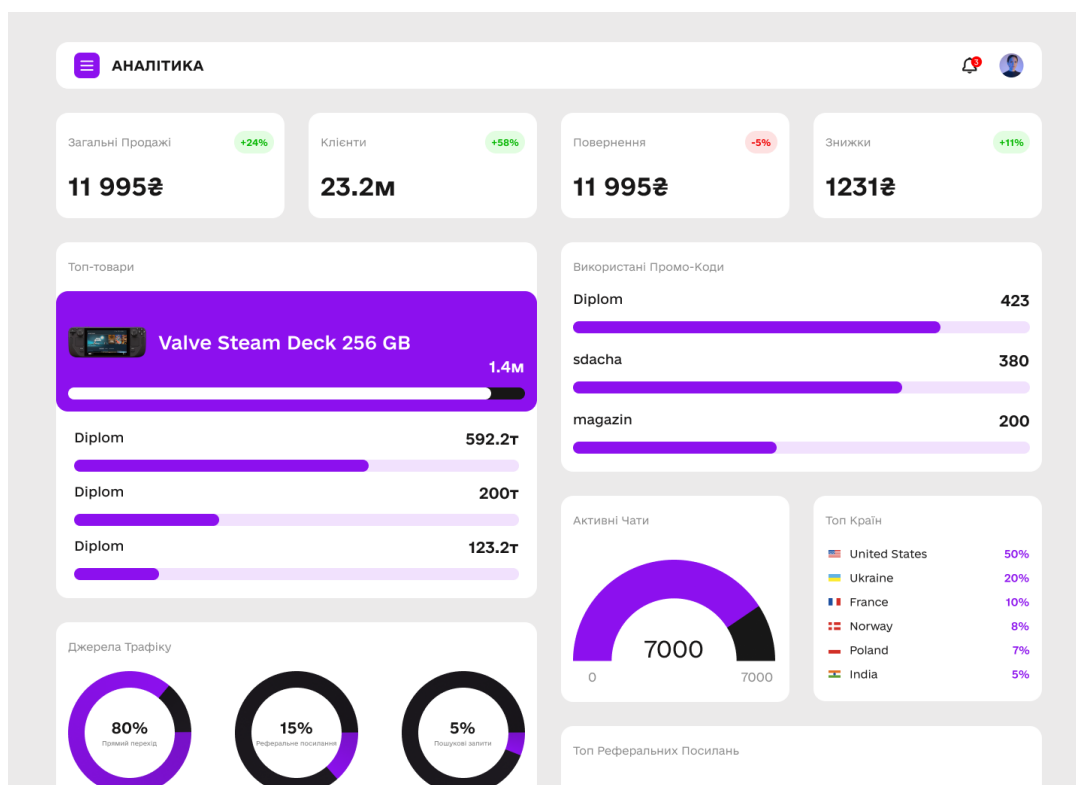 АНАЛІТИКА
3
Загальні Продажі
+24%
11 995₴
Клієнти
+58%
23.2м
Повернення
-5%
11 995₴
Знижки
+11%
1231₴
Топ-товари
Valve Steam Deck 256 GB
1.4м
Diplom
592.2т
Diplom
200т
Diplom
123.2т
Використані Промо-Коди
Diplom
423
sdacha
380
magazin
200
Активні Чати
7000
0
7000
Топ Країн
United States 50%
Ukraine 20%
France 10%
Norway 8%
Poland 7%
India 5%
Джерела Трафіку
80%
Прямий перехід
15%
Реферальне посилання
5%
Пошукові запити
Топ Реферальних Посилань